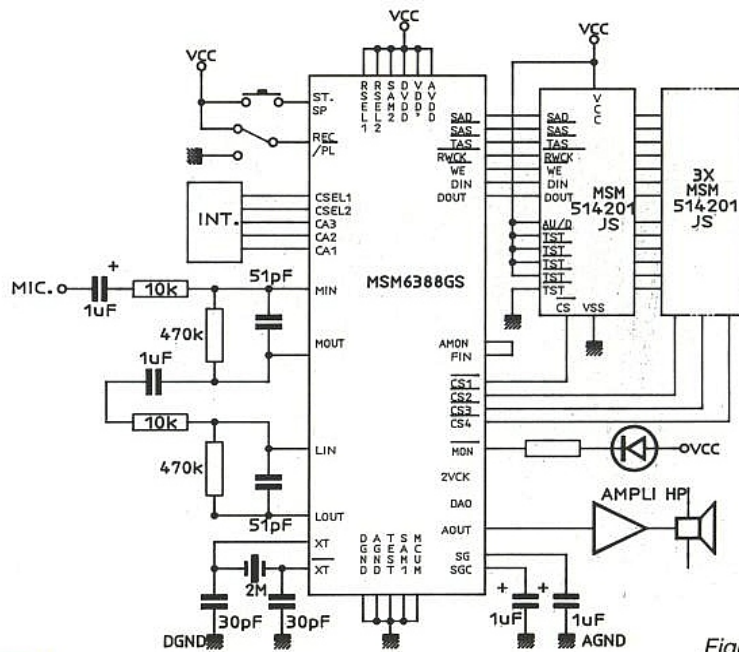 VCC
VCC
VCC
RSEL1
RSEL2
SAM2
DVDD
VDD'
AVDD
ST.
SP
REC
/PL
SAD
SAS
TAS
RWCK
WE
DIN
DOUT
SAD
SAS
TAS
RWCK
WE
DIN
DOUT
VCC
MSM
514201
JS
3X
MSM
514201
JS
AU/D
TST
TST
TST
TST
TST
CS
VSS
INT.
CSEL1
CSEL2
CA3
CA2
CA1
MSM6388GS
MIC.
+
1uF
10k
51pF
MIN
470k
MOUT
1uF
10k
470k
LIN
51pF
LOUT
AMON
FIN
CS1
CS2
CS3
CS4
MON
VCC
2VCK
DAO
AMPLI HP
AOUT
XT
XT
2M
30pF
30pF
DGND
DGND
AGND
TEST
SAM1
MCUM
SG
SGC
+
+
1uF
1uF
AGND